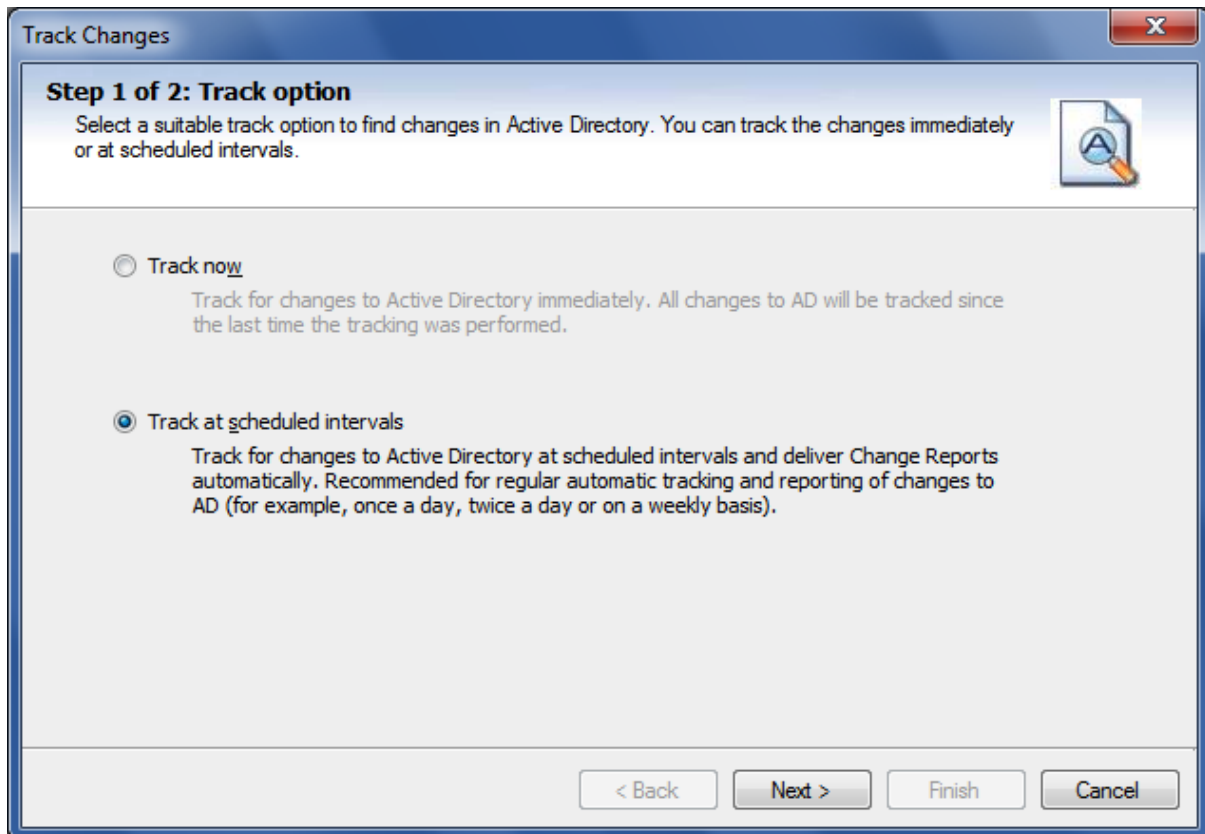 Track Changes
X
Step 1 of 2: Track option
Select a suitable track option to find changes in Active Directory. You can track the changes immediately
or at scheduled intervals.
A
Track now
Track for changes to Active Directory immediately. All changes to AD will be tracked since
the last time the tracking was performed.
Track at scheduled intervals
Track for changes to Active Directory at scheduled intervals and deliver Change Reports
automatically. Recommended for regular automatic tracking and reporting of changes to
AD (for example, once a day, twice a day or on a weekly basis).
< Back Next > Finish Cancel